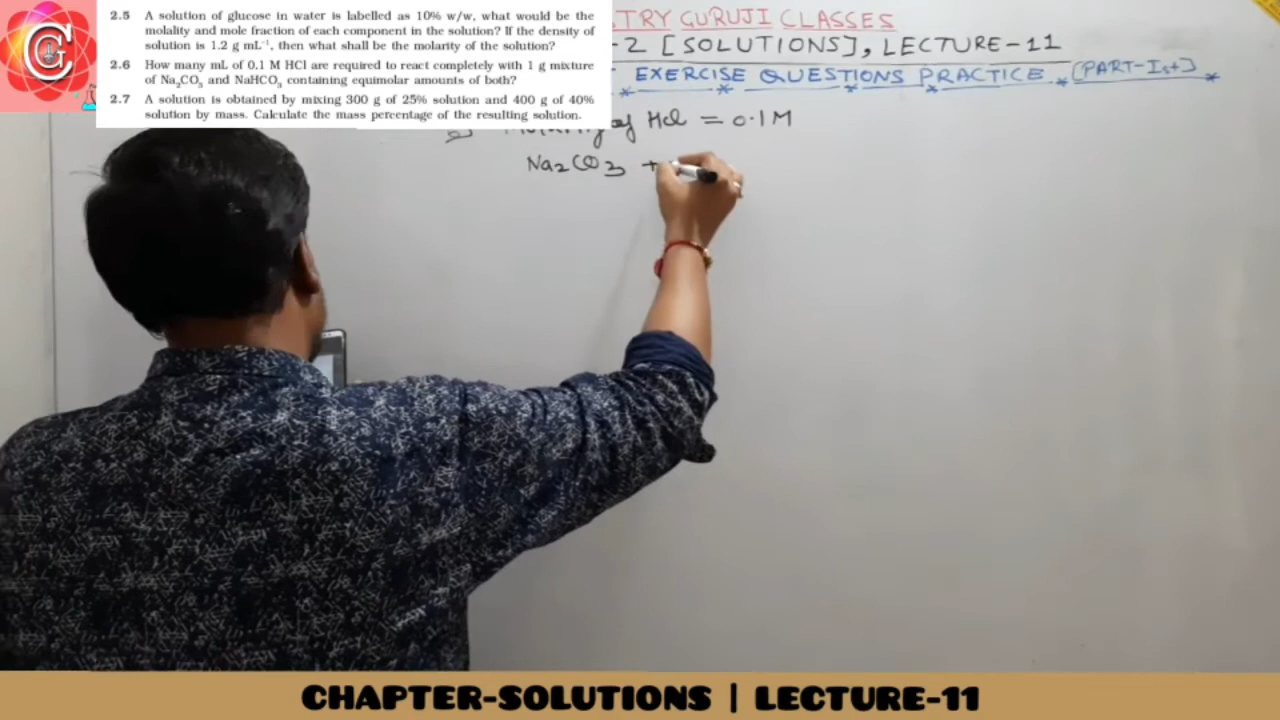 2.5 A solution of glucose in water is labelled as 10% w/w, what would be the
molality and mole fraction of each component in the solution? If the density of
solution is 1.2 g mL⁻¹, then what shall be the molarity of the solution?
2.6 How many mL of 0.1 M HCl are required to react completely with 1 g mixture
of Na₂CO₃ and NaHCO₃ containing equimolar amounts of both?
2.7 A solution is obtained by mixing 300 g of 25% solution and 400 g of 40%
solution by mass. Calculate the mass percentage of the resulting solution.
TRY GURUJI CLASSES
-2 [SOLUTIONS], LECTURE-11
EXERCISE QUESTIONS PRACTICE (PART-Ist)
of HCl = 0.1M
Na₂CO₃ +
CHAPTER-SOLUTIONS | LECTURE-11